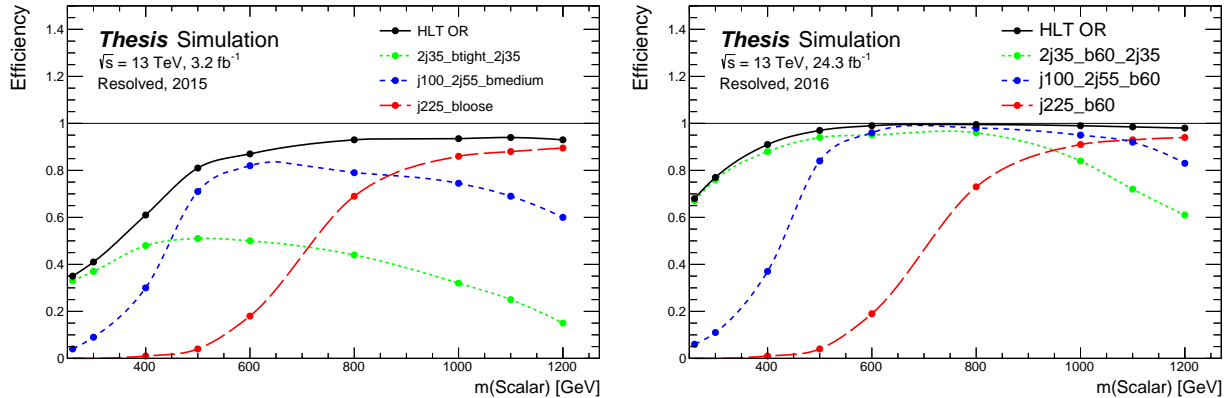 Efficiency
1.4
1.2
1
0.8
0.6
0.4
0.2
0
Thesis Simulation
√s = 13 TeV, 3.2 fb⁻¹
Resolved, 2015
HLT OR
2j35_btight_2j35
j100_2j55_bmedium
j225_bloose
400 600 800 1000 1200
m(Scalar) [GeV]
Efficiency
1.4
1.2
1
0.8
0.6
0.4
0.2
0
Thesis Simulation
√s = 13 TeV, 24.3 fb⁻¹
Resolved, 2016
HLT OR
2j35_b60_2j35
j100_2j55_b60
j225_b60
400 600 800 1000 1200
m(Scalar) [GeV]